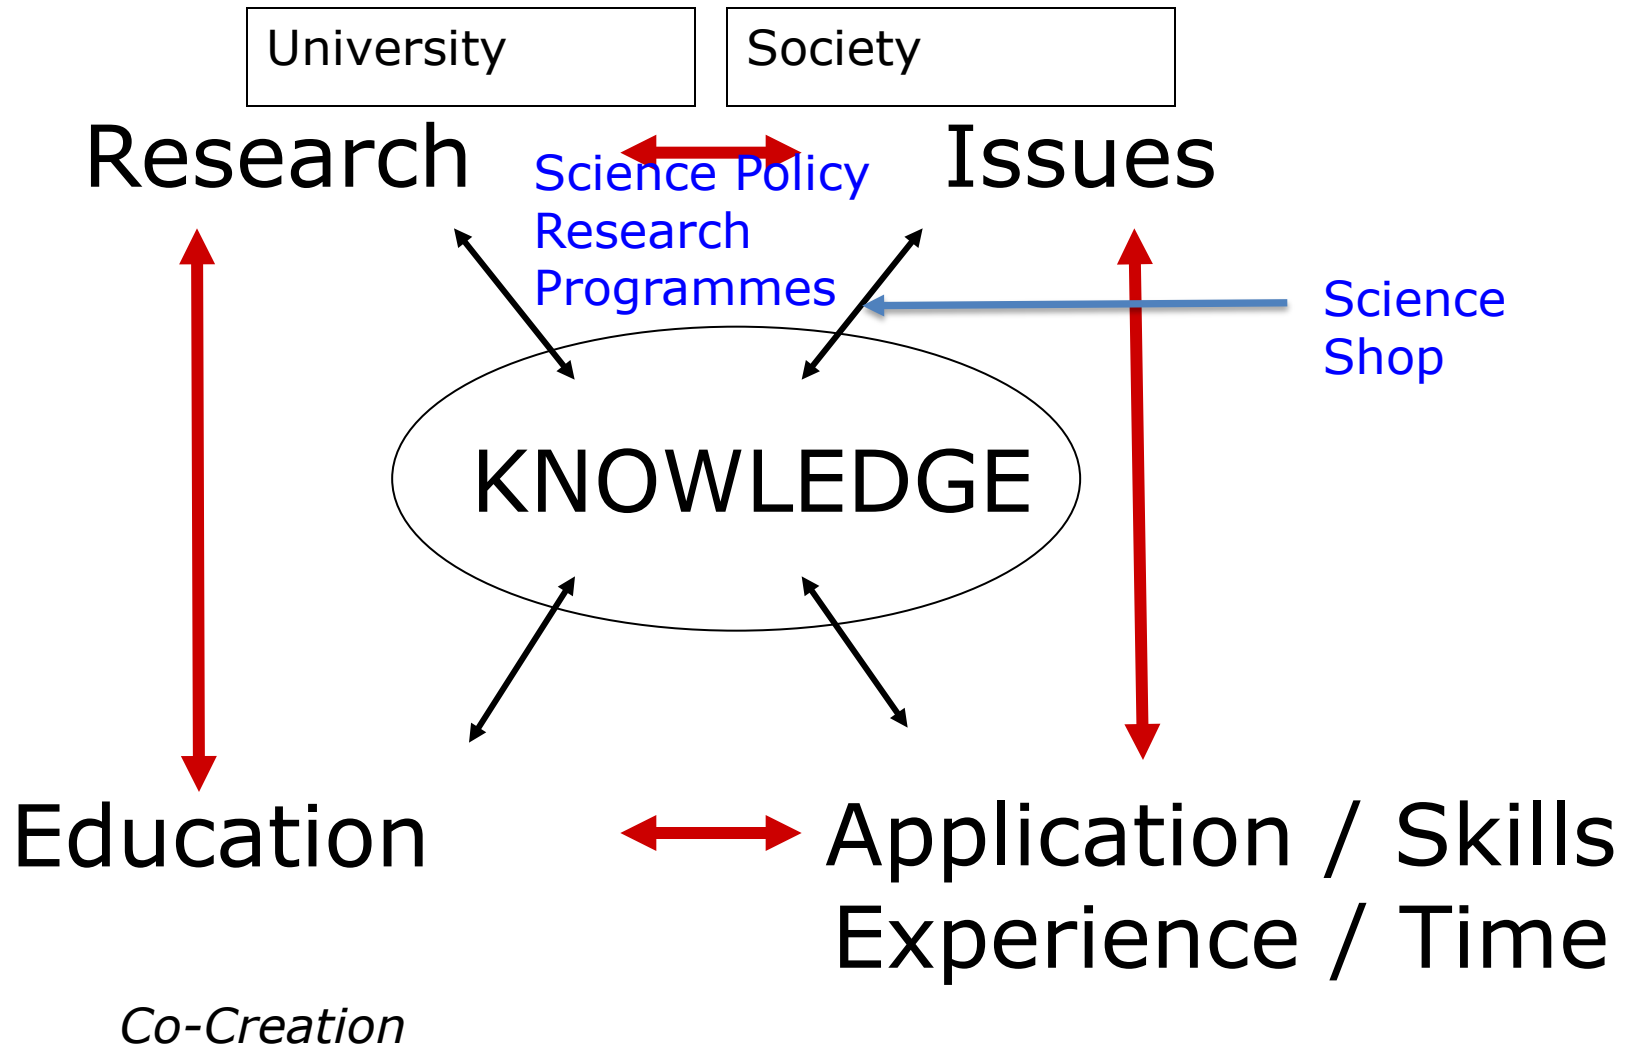 University
Society
Research
Issues
Science Policy
Research
Programmes
Science
Shop
KNOWLEDGE
Education
Application / Skills
Experience / Time
Co-Creation